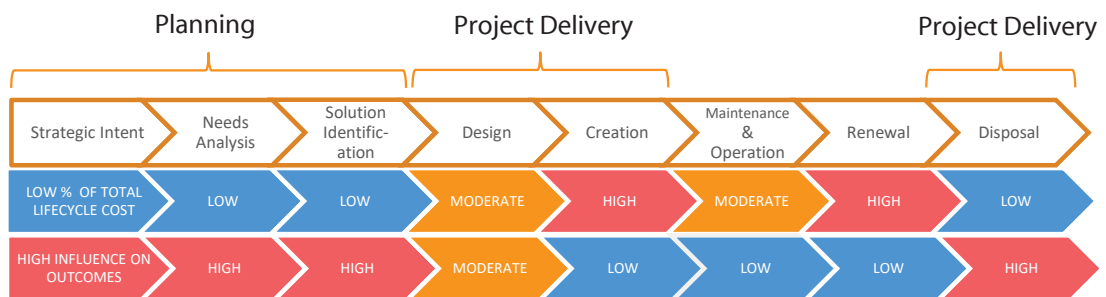 Planning
Project Delivery
Project Delivery
Strategic Intent
Needs
Analysis
Solution
Identific-
ation
Design
Creation
Maintenance
&
Operation
Renewal
Disposal
LOW % OF TOTAL
LIFECYCLE COST
LOW
LOW
MODERATE
HIGH
MODERATE
HIGH
LOW
HIGH INFLUENCE ON
OUTCOMES
HIGH
HIGH
MODERATE
LOW
LOW
LOW
HIGH